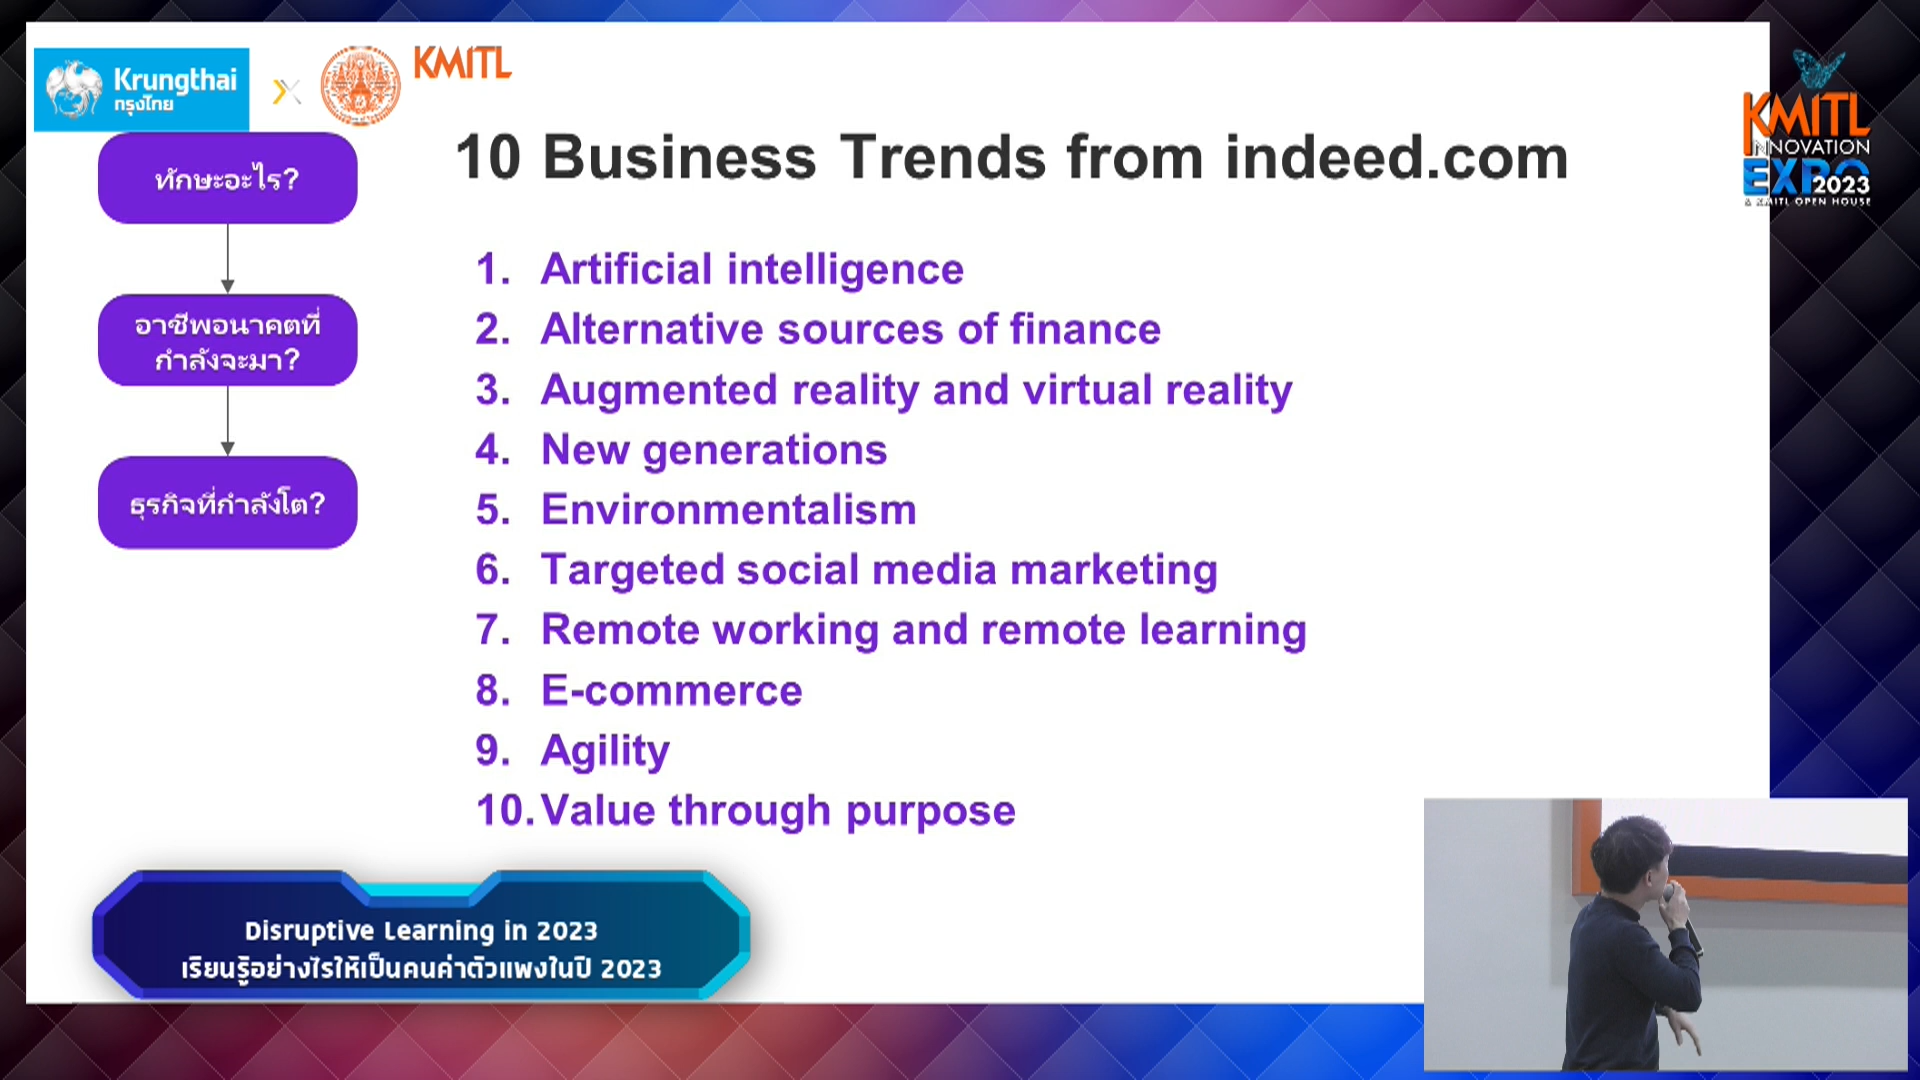 Krungthai
กรุงไทย
KMITL
KMITL
INNOVATION
EXPO 2023
& KMITL OPEN HOUSE
10 Business Trends from indeed.com
ทักษะอะไร?
อาชีพอนาคตที่
กำลังจะมา?
ธุรกิจที่กำลังโต?
1. Artificial intelligence
2. Alternative sources of finance
3. Augmented reality and virtual reality
4. New generations
5. Environmentalism
6. Targeted social media marketing
7. Remote working and remote learning
8. E-commerce
9. Agility
10. Value through purpose
Disruptive Learning in 2023
เรียนรู้อย่างไรให้เป็นคนค่าตัวแพงในปี 2023